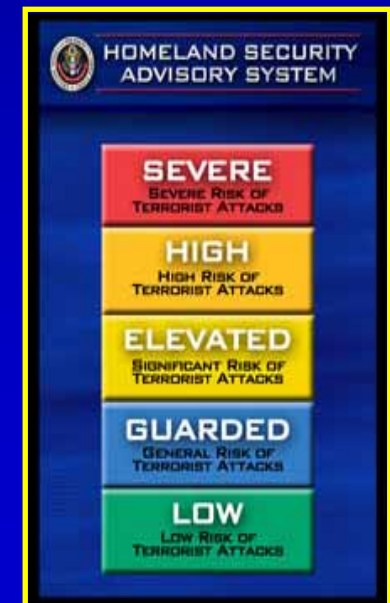 HOMELAND SECURITY
ADVISORY SYSTEM
SEVERE
SEVERE RISK OF
TERRORIST ATTACKS
HIGH
HIGH RISK OF
TERRORIST ATTACKS
ELEVATED
SIGNIFICANT RISK OF
TERRORIST ATTACKS
GUARDED
GENERAL RISK OF
TERRORIST ATTACKS
LOW
LOW RISK OF
TERRORIST ATTACKS